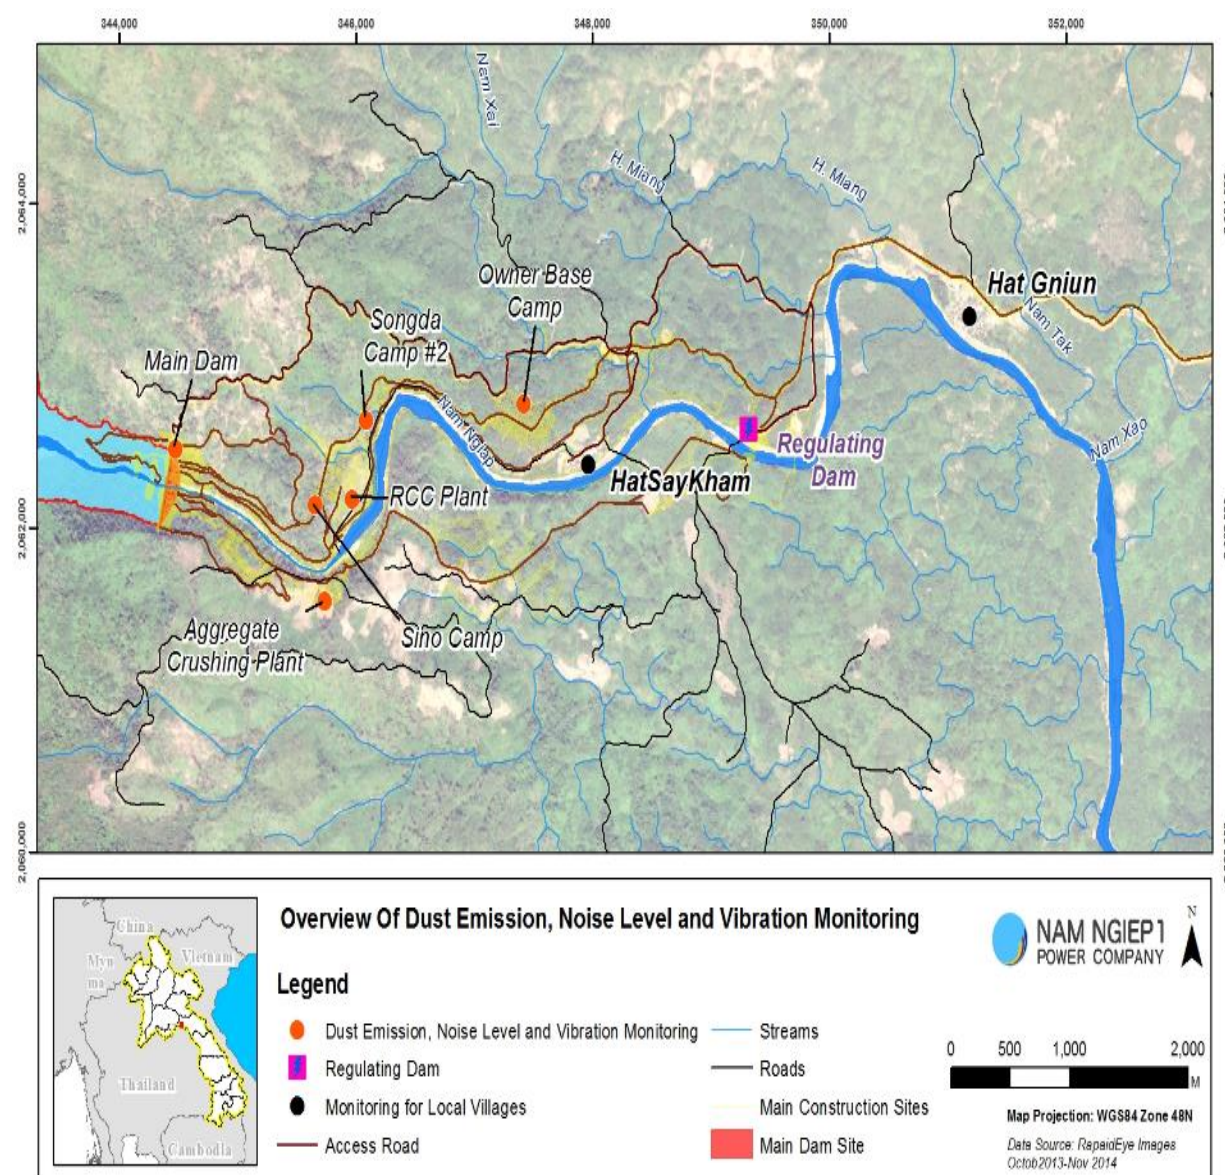 344,000
346,000
348,000
350,000
352,000
2,064,000
2,062,000
2,060,000
Nam Xai
H. Miang
H. Miang
Owner Base
Camp
Hat Gniun
Songda
Camp #2
Nam Tak
Main Dam
Nam Ngiap
Nam Xao
Regulating
Dam
HatSayKham
RCC Plant
Sino Camp
Aggregate
Crushing Plant
Overview Of Dust Emission, Noise Level and Vibration Monitoring
NAM NGIEP1
POWER COMPANY
N
China
Vietnam
Myn
ma
Thailand
Cambodia
Legend
Dust Emission, Noise Level and Vibration Monitoring
Regulating Dam
Monitoring for Local Villages
Access Road
Streams
Roads
Main Construction Sites
Main Dam Site
0 500 1,000 2,000
M
Map Projection: WGS84 Zone 48N
Data Source: RapaidEye Images
Octob2013-Nov 2014